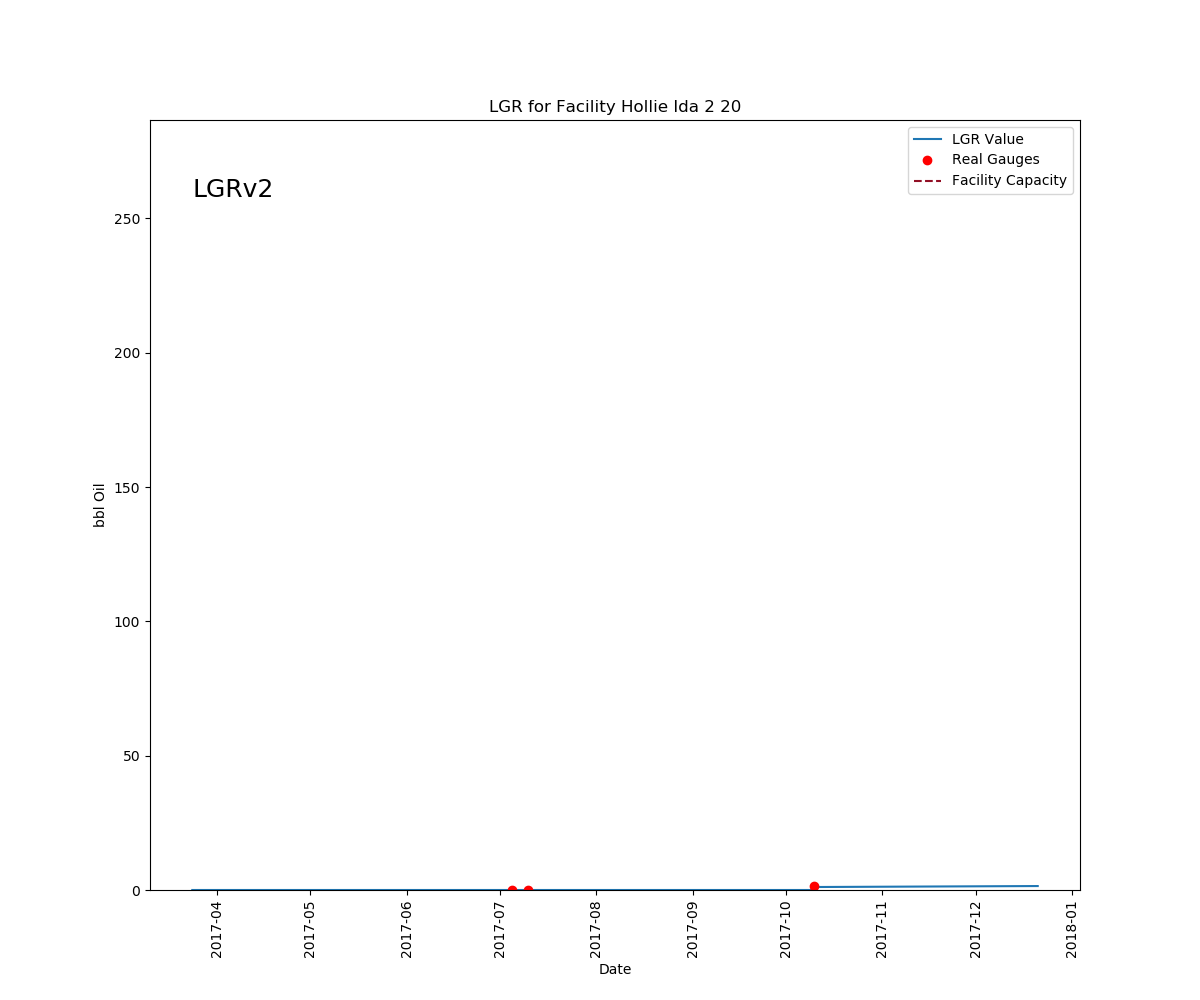 LGR for Facility Hollie Ida 2 20
LGRv2
LGR Value
Real Gauges
Facility Capacity
bbl Oil
250
200
150
100
50
0
2017-04
2017-05
2017-06
2017-07
2017-08
2017-09
2017-10
2017-11
2017-12
2018-01
Date